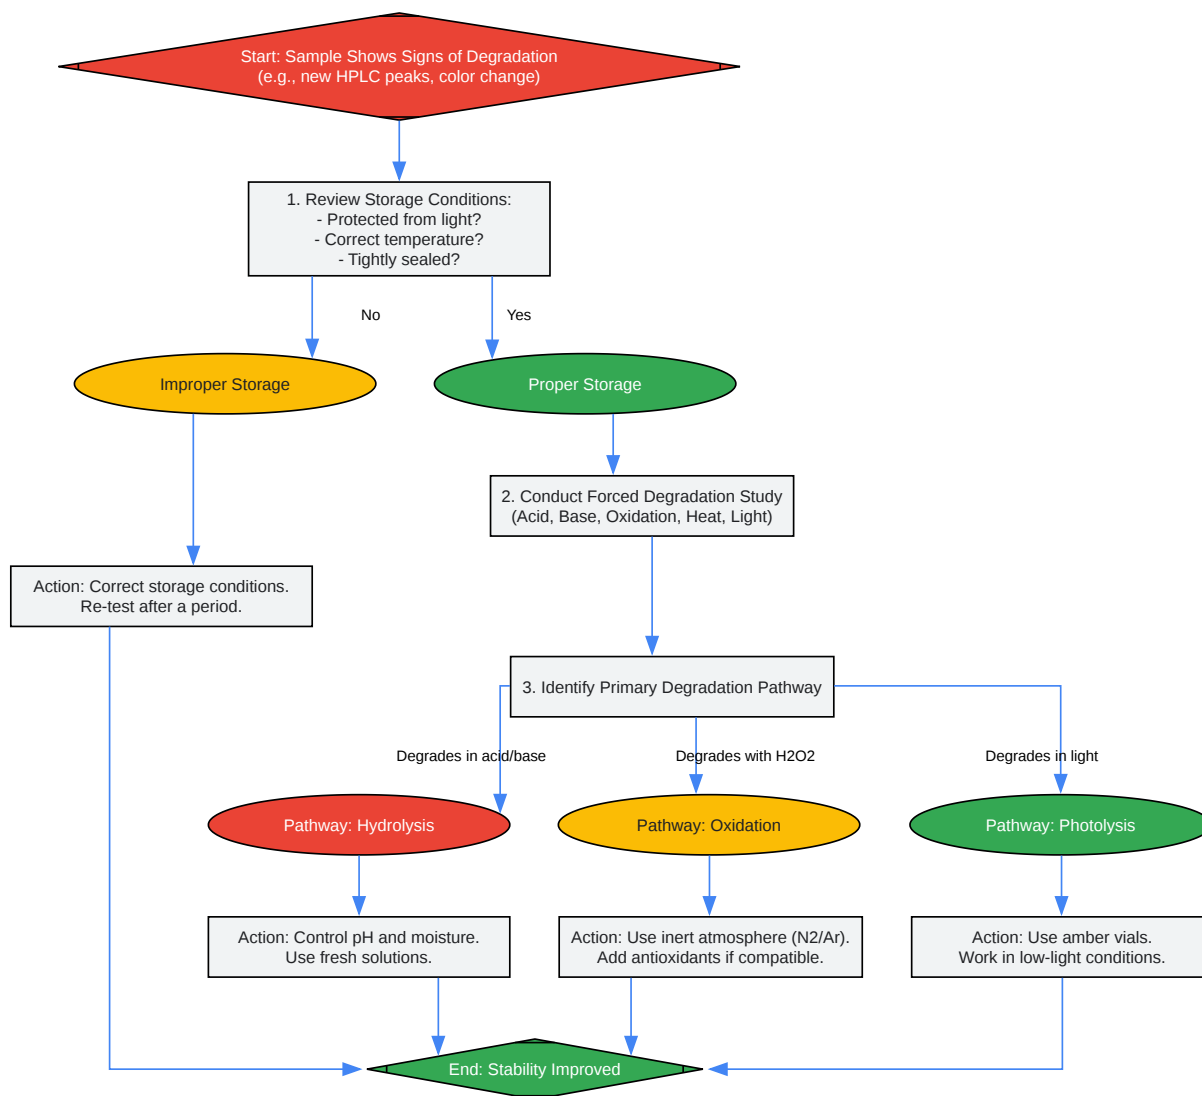 Start: Sample Shows Signs of Degradation
(e.g., new HPLC peaks, color change)
1. Review Storage Conditions:
- Protected from light?
- Correct temperature?
- Tightly sealed?
No
Yes
Improper Storage
Proper Storage
2. Conduct Forced Degradation Study
(Acid, Base, Oxidation, Heat, Light)
Action: Correct storage conditions.
Re-test after a period.
3. Identify Primary Degradation Pathway
Degrades in acid/base
Degrades with H2O2
Degrades in light
Pathway: Hydrolysis
Pathway: Oxidation
Pathway: Photolysis
Action: Control pH and moisture.
Use fresh solutions.
Action: Use inert atmosphere (N2/Ar).
Add antioxidants if compatible.
Action: Use amber vials.
Work in low-light conditions.
End: Stability Improved